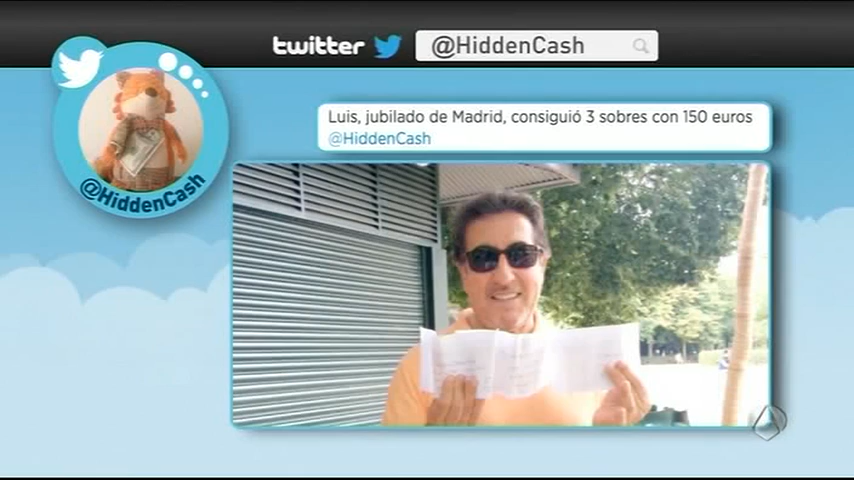 twitter
@HiddenCash
@HiddenCash
Luis, jubilado de Madrid, consiguió 3 sobres con 150 euros
@HiddenCash